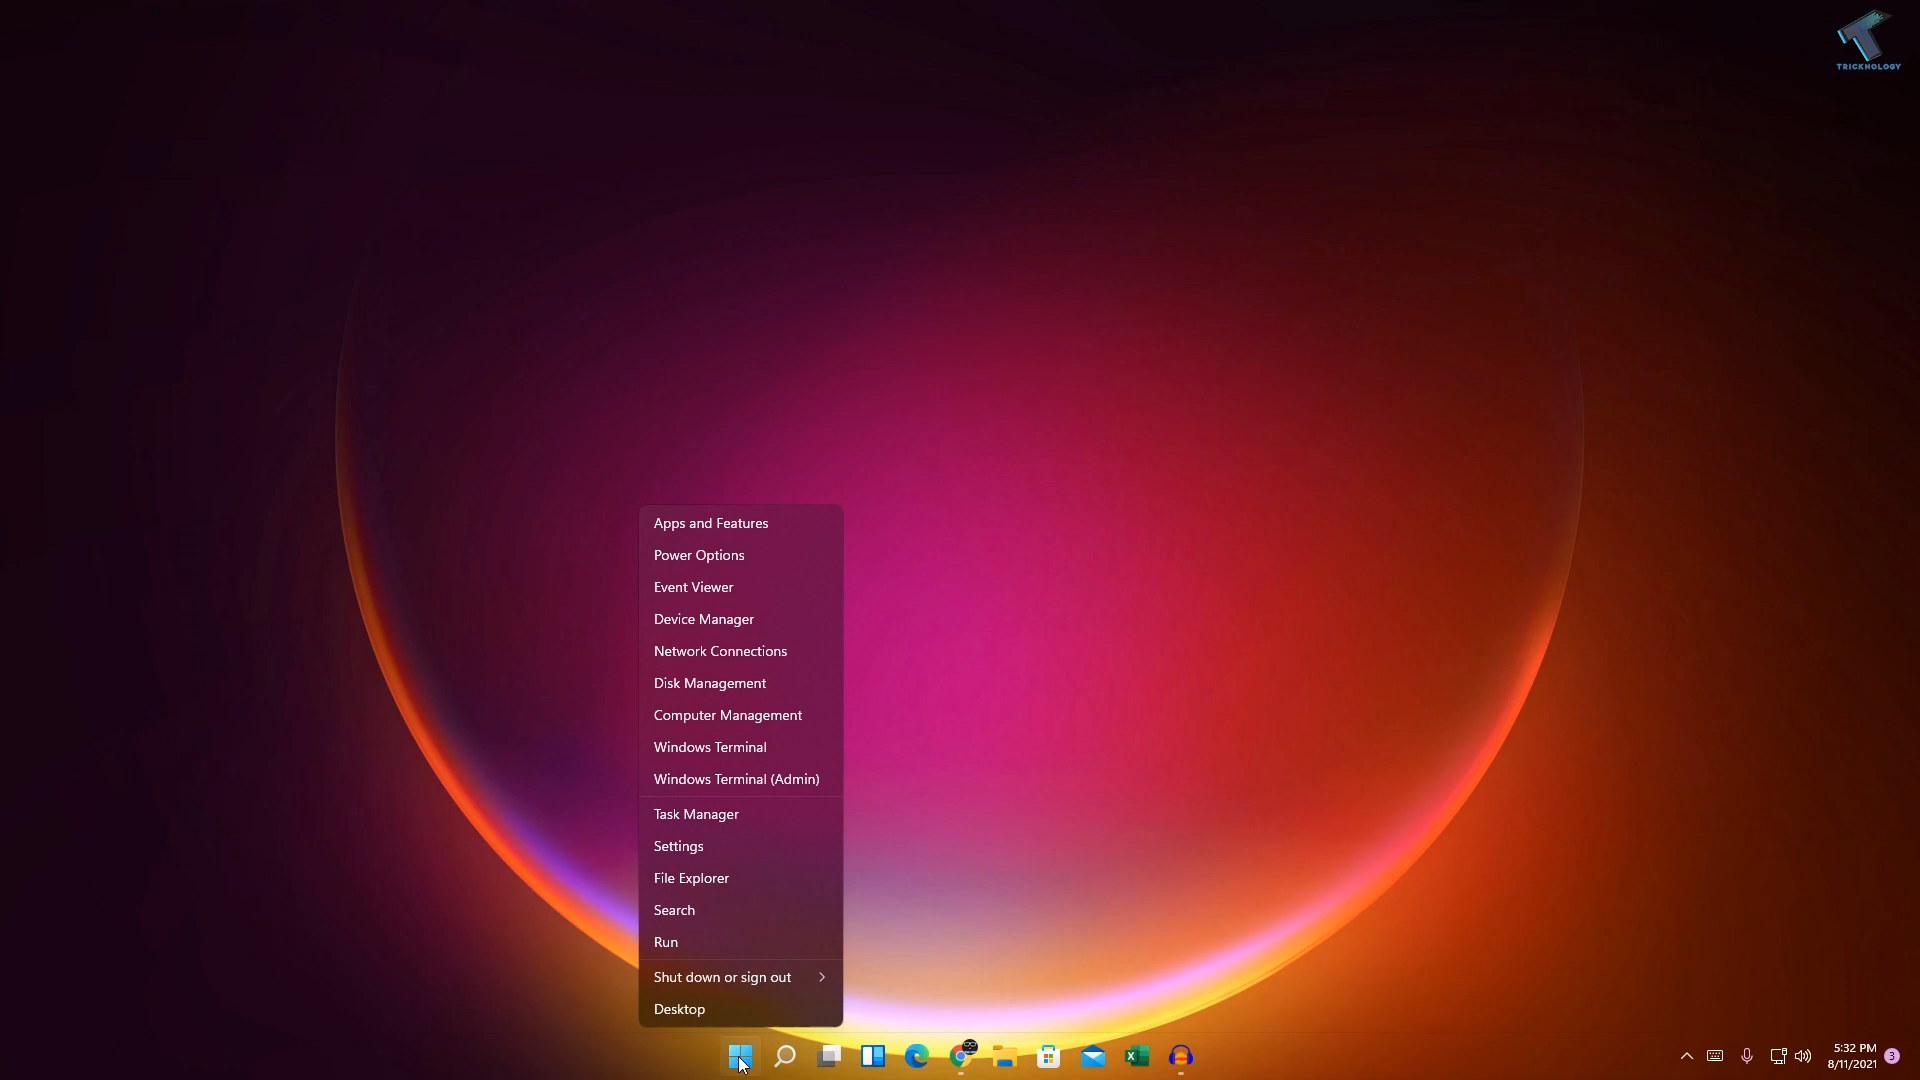 TRICKNOLOGY
Apps and Features
Power Options
Event Viewer
Device Manager
Network Connections
Disk Management
Computer Management
Windows Terminal
Windows Terminal (Admin)
Task Manager
Settings
File Explorer
Search
Run
Shut down or sign out
Desktop
5:32 PM
8/11/2021
3